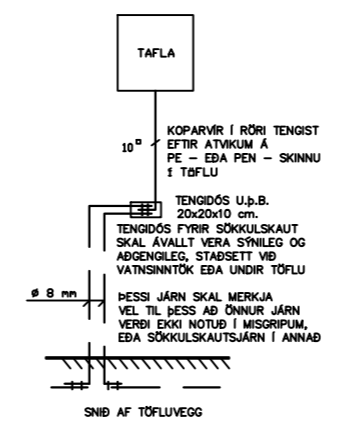 TAFLA
KOPARVÍR Í RÖRI TENGIST
EFTIR ATVIKUM Á
10▫
PE – EÐA PEN – SKINNU
Í TÖFLU
TENGIDÓS U.Þ.B.
20x20x10 cm.
TENGIDÓS FYRIR SÖKKULSKAUT
SKAL ÁVALLT VERA SÝNILEG OG
AÐGENGILEG, STAÐSETT VIÐ
VATNSINNTÖK EÐA UNDIR TÖFLU
ø 8 mm
ÞESSI JÁRN SKAL MERKJA
VEL TIL ÞESS AÐ ÖNNUR JÁRN
VERÐI EKKI NOTUÐ Í MISGRIPUM,
EÐA SÖKKULSKAUTSJÁRN Í ANNAÐ
SNIÐ AF TÖFLUVEGG